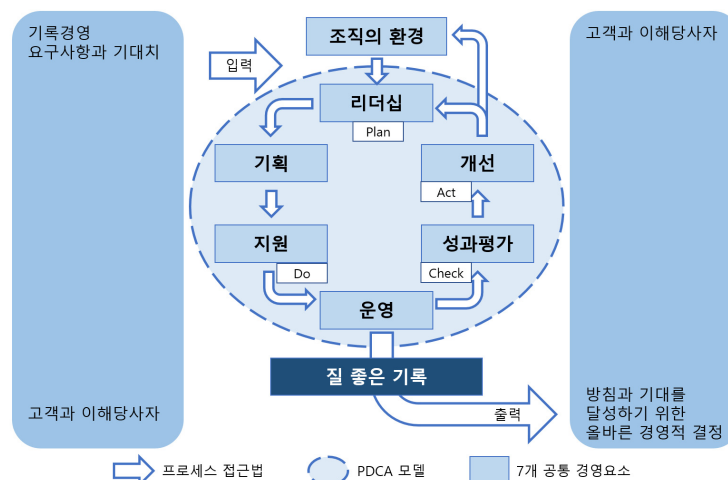 기록경영
요구사항과 기대치
고객과 이해당사자
입력
조직의 환경
리더십
Plan
기획
지원
Do
운영
성과평가
Check
개선
Act
질 좋은 기록
출력
고객과 이해당사자
방침과 기대를
달성하기 위한
올바른 경영적 결정
프로세스 접근법
PDCA 모델
7개 공통 경영요소